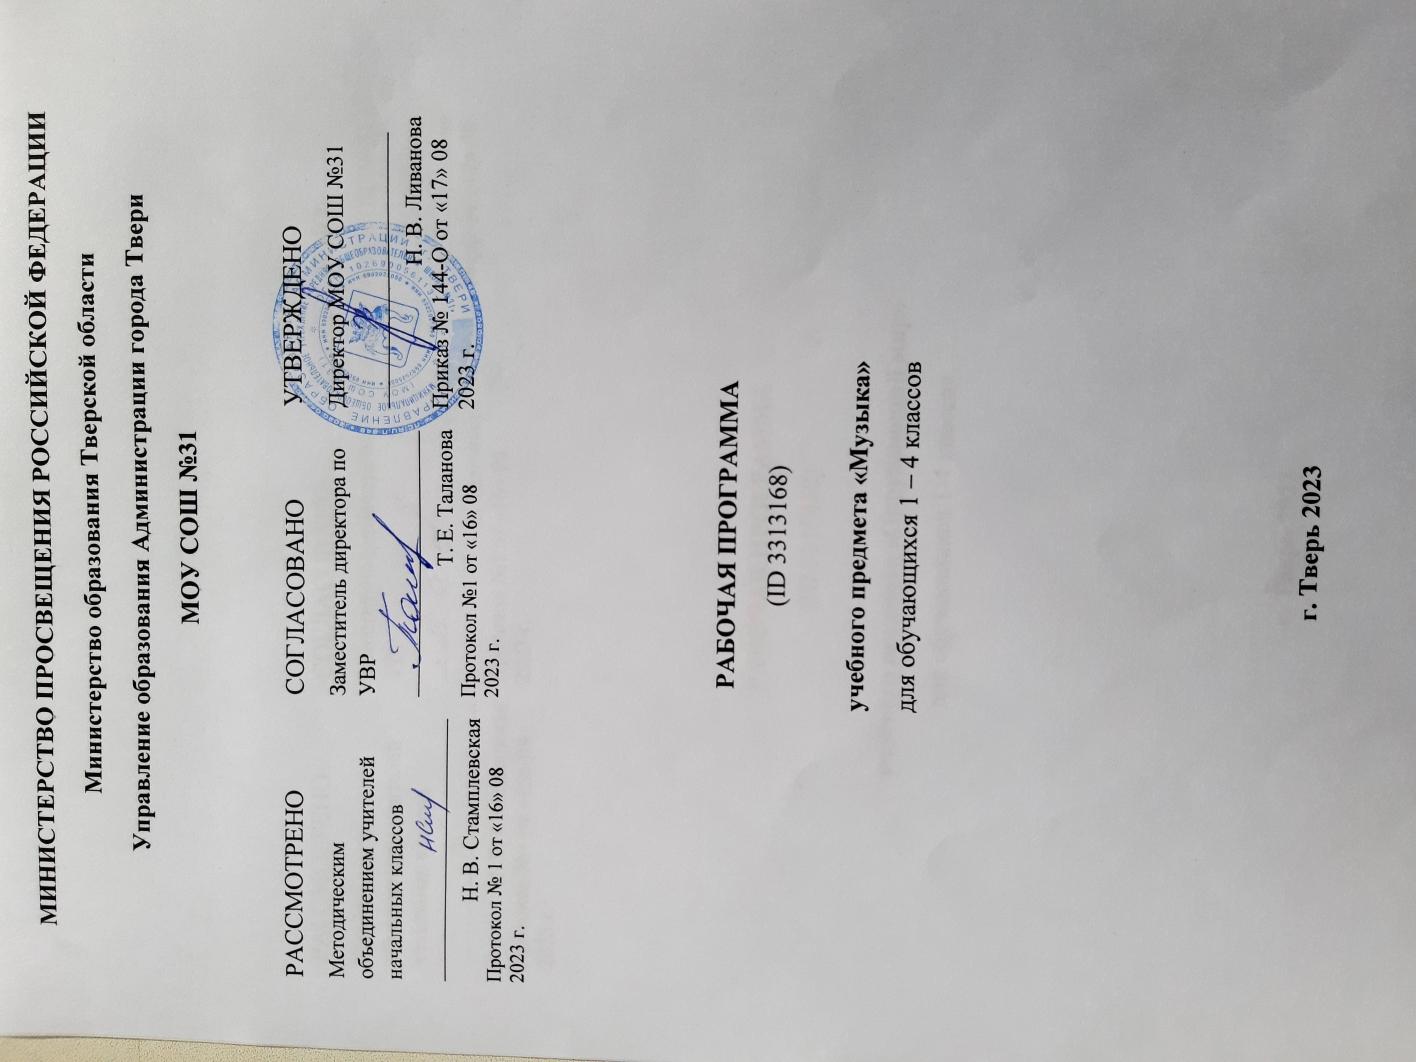 МИНИСТЕРСТВО ПРОСВЕЩЕНИЯ РОССИЙСКОЙ ФЕДЕРАЦИИ
Министерство образования Тверской области
Управление образования Администрации города Твери
МОУ СОШ №31
РАССМОТРЕНО
Методическим
объединением учителей
начальных классов
Н. В. Стамплевская
Протокол № 1 от «16» 08
2023 г.
СОГЛАСОВАНО
Заместитель директора по
УВР
Т. Е. Таланова
Протокол №1 от «16» 08
2023 г.
УТВЕРЖДЕНО
Директор МОУ СОШ №31
Н. В. Ливанова
Приказ № 144-О от «17» 08
2023 г.
РАБОЧАЯ ПРОГРАММА
(ID 3313168)
учебного предмета «Музыка»
для обучающихся 1 – 4 классов
г. Тверь 2023